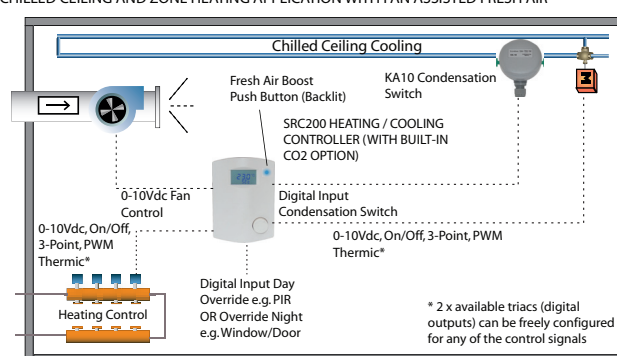 CHILLED CEILING AND ZONE HEATING APPLICATION WITH FAN ASSISTED FRESH AIR
Chilled Ceiling Cooling
Fresh Air Boost
Push Button (Backlit)
KA10 Condensation
Switch
M
SRC200 HEATING / COOLING
CONTROLLER (WITH BUILT-IN
CO2 OPTION)
0-10Vdc Fan
Control
Digital Input
Condensation Switch
0-10Vdc, On/Off,
3-Point, PWM
Thermic*
0-10Vdc, On/Off, 3-Point, PWM
Thermic*
Heating Control
Digital Input Day
Override e.g. PIR
OR Override Night
e.g. Window/Door
* 2 x available triacs (digital
outputs) can be freely configured
for any of the control signals